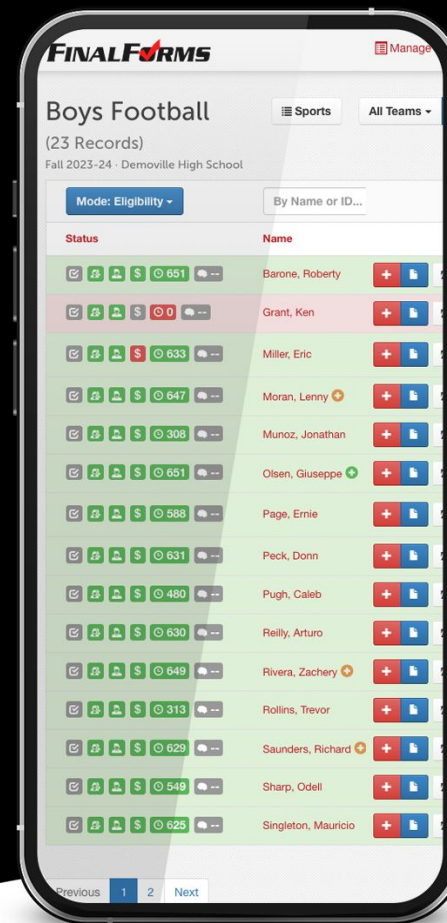 FINALFORMS
Manage
Boys Football
Sports
All Teams
(23 Records)
Fall 2023-24 · Demoville High School
Mode: Eligibility
By Name or ID...
Status
Name
$ 651 --
Barone, Roberty
$ 0 --
Grant, Ken
$ 633 --
Miller, Eric
$ 647 --
Moran, Lenny
$ 308 --
Munoz, Jonathan
$ 651 --
Olsen, Giuseppe
$ 588 --
Page, Ernie
$ 631 --
Peck, Donn
$ 480 --
Pugh, Caleb
$ 630 --
Reilly, Arturo
$ 649 --
Rivera, Zachery
$ 313 --
Rollins, Trevor
$ 629 --
Saunders, Richard
$ 549 --
Sharp, Odell
$ 625 --
Singleton, Mauricio
Previous
1
2
Next